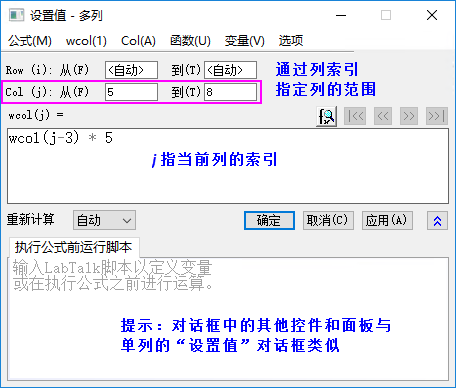 设置值 - 多列
公式(M) wcol(1) Col(A) 函数(U) 变量(V) 选项
Row (i): 从(F) <自动> 到(T) <自动>
通过列索引
指定列的范围
Col (j): 从(F) 5 到(T) 8
wcol(j) =
|<< << >> >>|
wcol(j-3) * 5
j 指当前列的索引
重新计算 自动 确定 取消(C) 应用(A)
执行公式前运行脚本
输入LabTalk脚本以定义变量
或在执行公式之前进行运算。
提示：对话框中的其他控件和面板与
单列的“设置值”对话框类似